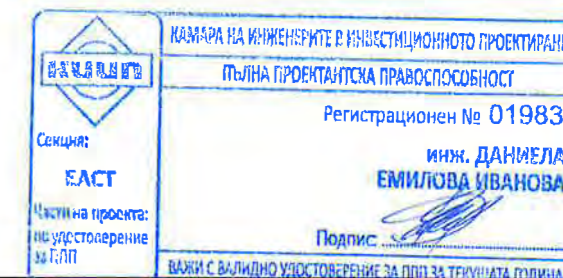 КАМАРА НА ИНЖЕНЕРИТЕ В ИНВЕСТИЦИОННОТО ПРОЕКТИРАН
КИИП
ПЪЛНА ПРОЕКТАНТСКА ПРАВОСПОСОБНОСТ
Регистрационен № 01983
Секция:
ЕАСТ
инж. ДАНИЕЛА
ЕМИЛОВА ИВАНОВА
Части на проекта:
по удостоверение
за ППП
Подпис:
ВАЖИ С ВАЛИДНО УДОСТОВЕРЕНИЕ ЗА ППП ЗА ТЕКУЩАТА ГОДИНА